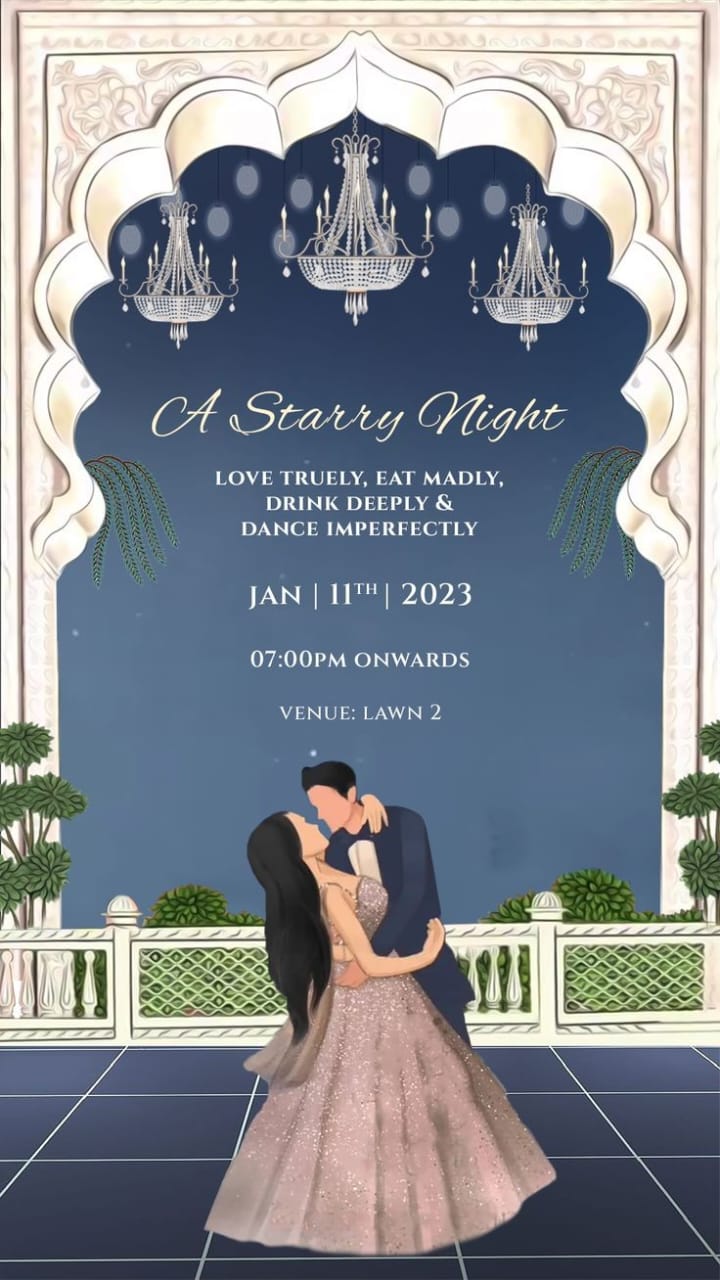 A Starry Night
LOVE TRUELY, EAT MADLY,
DRINK DEEPLY &
DANCE IMPERFECTLY
JAN | 11TH | 2023
07:00PM ONWARDS
VENUE: LAWN 2